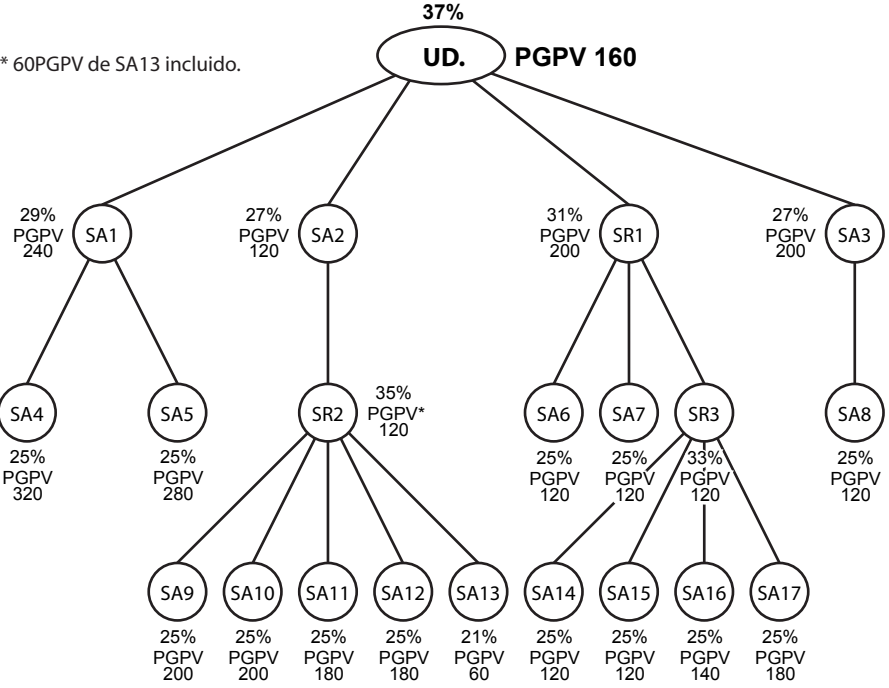 37%
* 60PGPV de SA13 incluido.
UD.
PGPV 160
29%
PGPV
240
SA1
27%
PGPV
120
SA2
31%
PGPV
200
SR1
27%
PGPV
200
SA3
SA4
25%
PGPV
320
SA5
25%
PGPV
280
SR2
35%
PGPV*
120
SA6
25%
PGPV
120
SA7
25%
PGPV
120
SR3
33%
PGPV
120
SA8
25%
PGPV
120
SA9
25%
PGPV
200
SA10
25%
PGPV
200
SA11
25%
PGPV
180
SA12
25%
PGPV
180
SA13
21%
PGPV
60
SA14
25%
PGPV
120
SA15
25%
PGPV
120
SA16
25%
PGPV
140
SA17
25%
PGPV
180